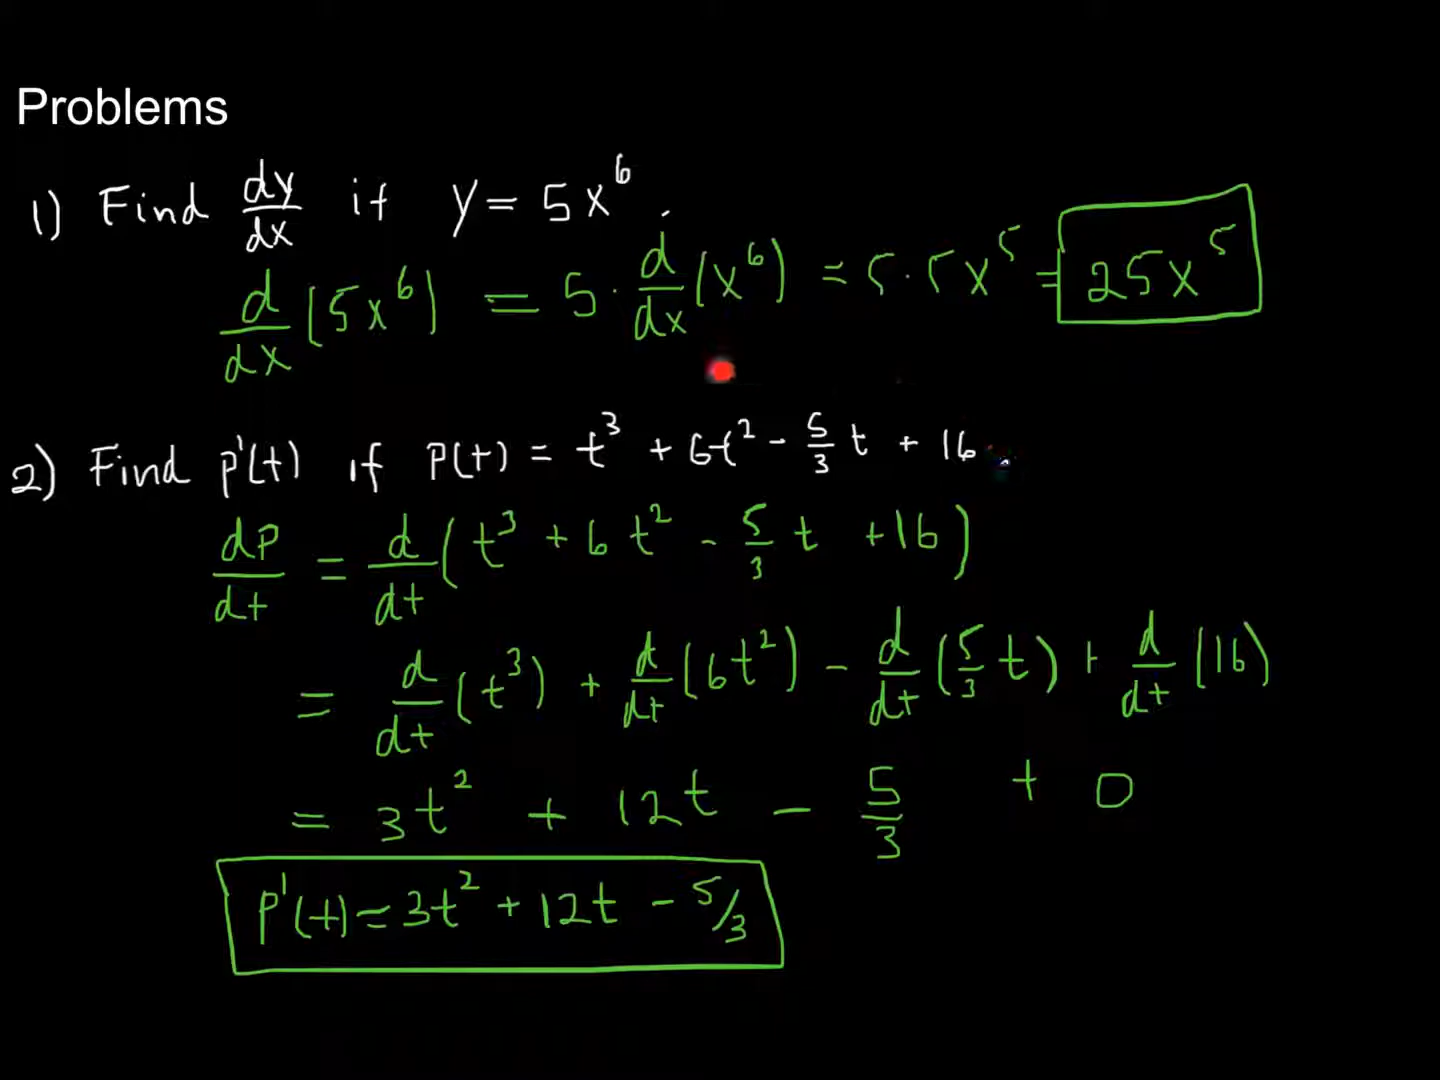 Problems
1) Find dy/dx if y = 5x^6.
d/dx (5x^6) = 5 · d/dx (x^6) = 5 · 5x^5 = 25x^5
2) Find p'(t) if P(t) = t^3 + 6t^2 - 5/3 t + 16.
dP/dt = d/dt (t^3 + 6t^2 - 5/3 t + 16)
= d/dt (t^3) + d/dt (6t^2) - d/dt (5/3 t) + d/dt (16)
= 3t^2 + 12t - 5/3 + 0
P'(t) = 3t^2 + 12t - 5/3